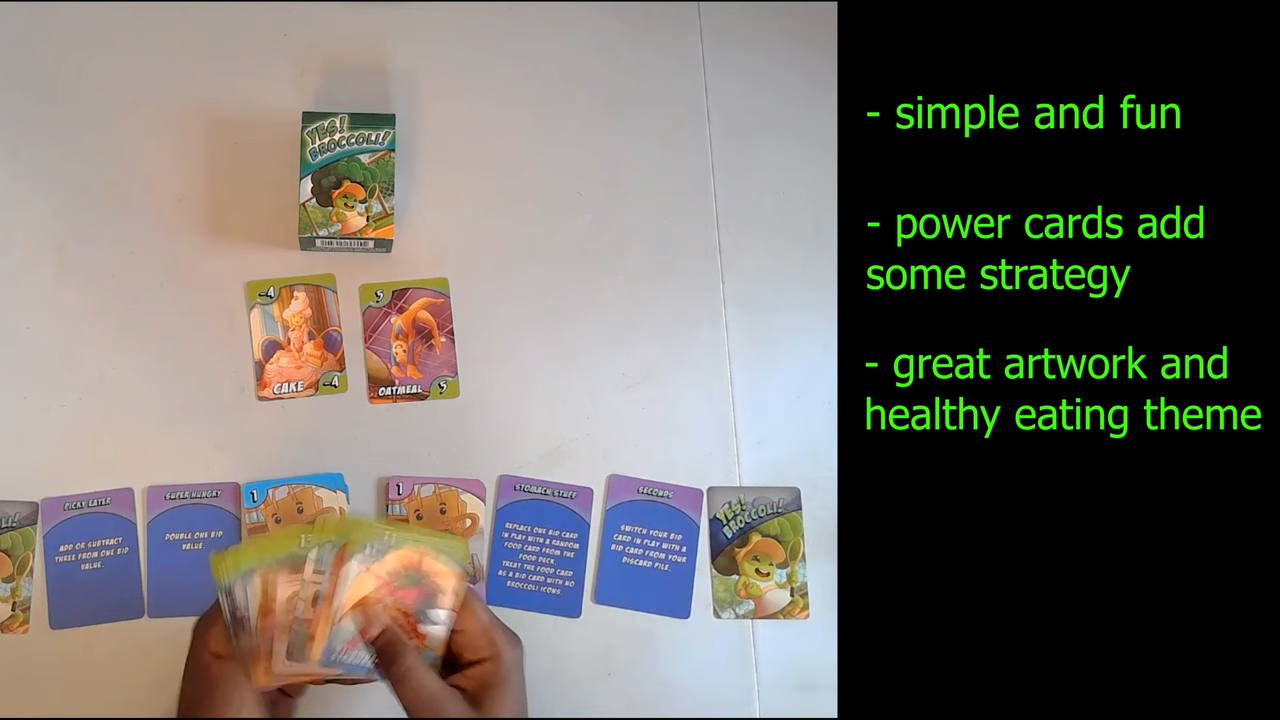 YES!
BROCCOLI!
- simple and fun
- power cards add
some strategy
- great artwork and
healthy eating theme
-4
CAKE
-4
5
OATMEAL
5
PICKY EATER
ADD OR SUBTRACT
THREE FROM ONE BID
VALUE.
SUPER HUNGRY
DOUBLE ONE BID
VALUE.
1
1
STOMACH STUFF
REPLACE ONE BID CARD
IN PLAY WITH A RANDOM
FOOD CARD FROM THE
FOOD DECK.
TREAT THE FOOD CARD
AS A BID CARD WITH NO
BROCCOLI ICONS.
SECONDS
SWITCH YOUR BID
CARD IN PLAY WITH A
BID CARD FROM YOUR
DISCARD PILE.
YES!
BROCCOLI!